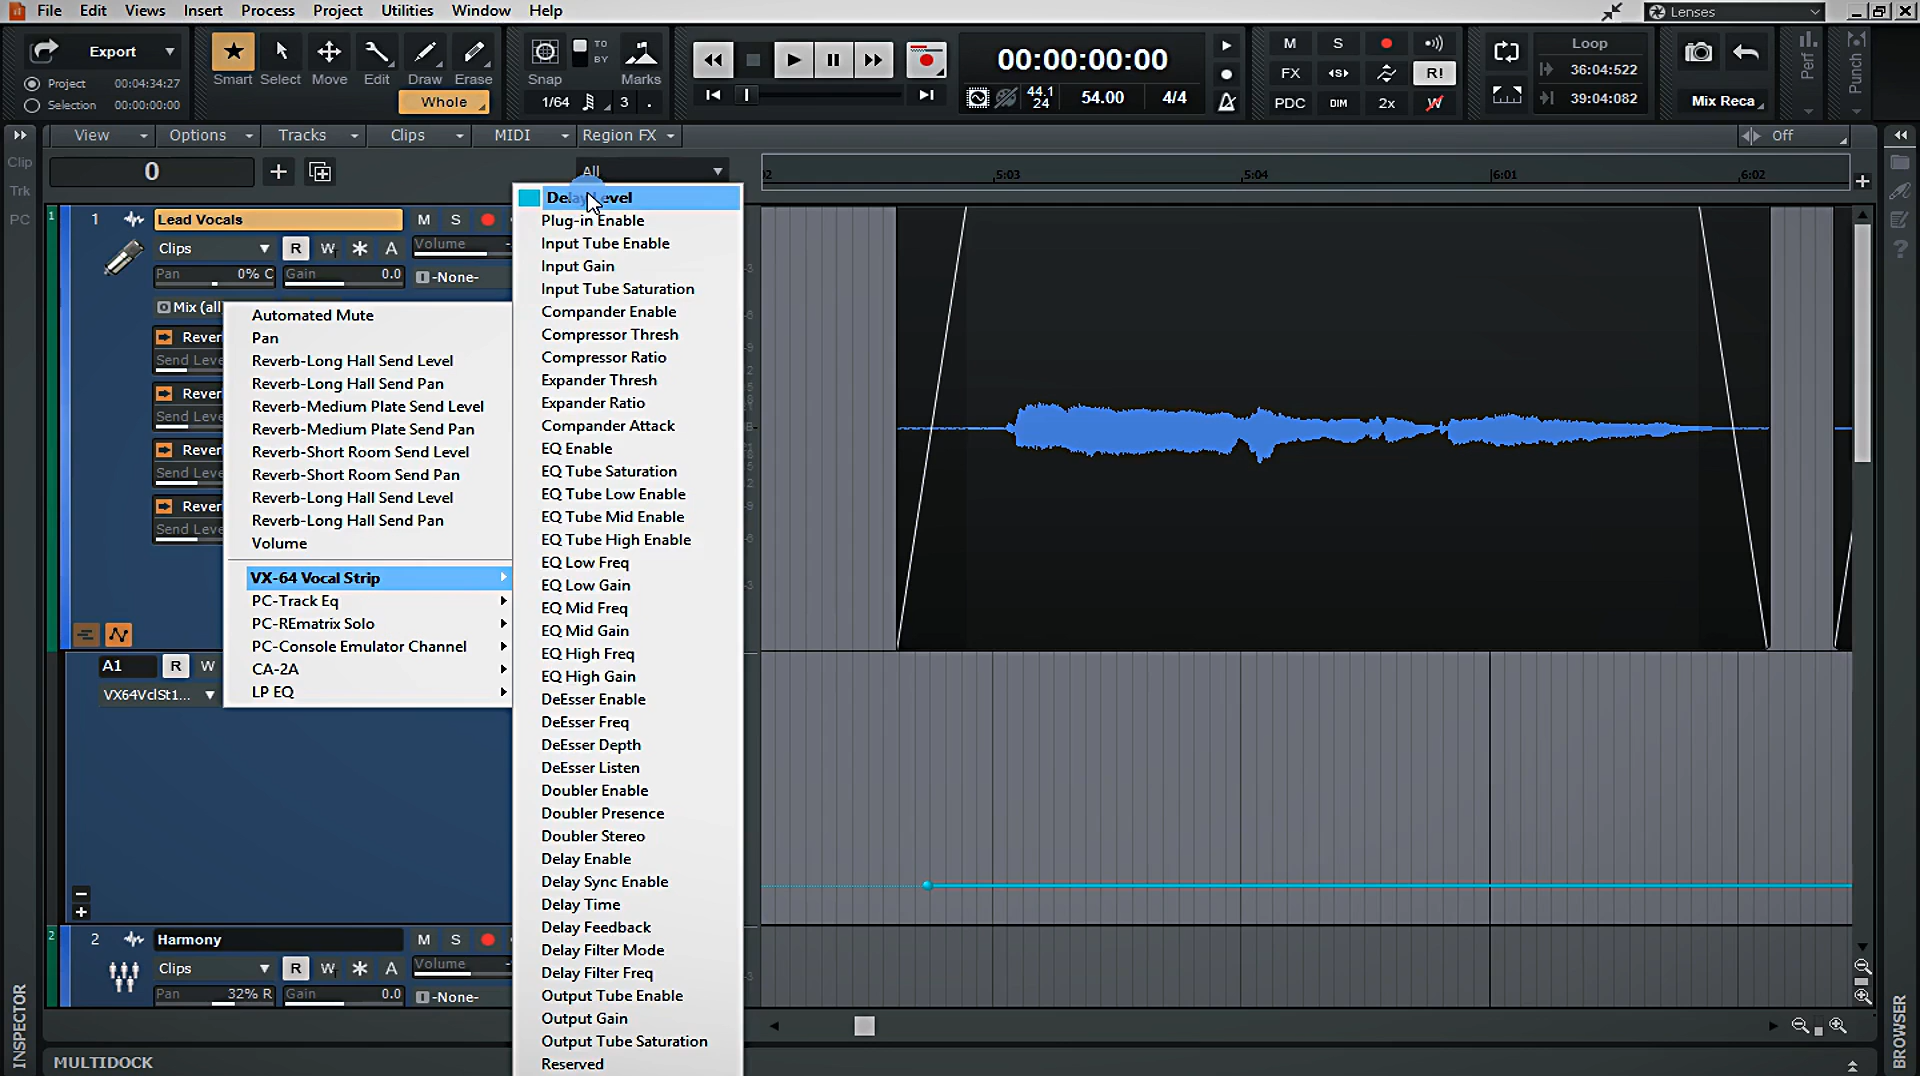 File Edit Views Insert Process Project Utilities Window Help
Lenses
Export
Project 00:04:34:27
Selection 00:00:00:00
Smart Select Move Edit Draw Erase
Whole
Snap TO BY Marks
1/64 3 .
00:00:00:00
44.1 24 54.00 4/4
M S
FX R!
PDC DIM 2x W
Loop
36:04:522
39:04:082
Mix Reca
Perf
Punch
View Options Tracks Clips MIDI Region FX
Off
Clip
Trk
PC
0
All
5:03 5:04 6:01 6:02
1 1 Lead Vocals M S
Clips R W A Volume
Pan 0% C Gain 0.0 -None-
Mix (all
Rever
Send Leve
Rever
Send Leve
Rever
Send Leve
Rever
Send Leve
Automated Mute
Pan
Reverb-Long Hall Send Level
Reverb-Long Hall Send Pan
Reverb-Medium Plate Send Level
Reverb-Medium Plate Send Pan
Reverb-Short Room Send Level
Reverb-Short Room Send Pan
Reverb-Long Hall Send Level
Reverb-Long Hall Send Pan
Volume
VX-64 Vocal Strip
PC-Track Eq
PC-REmatrix Solo
PC-Console Emulator Channel
CA-2A
LP EQ
Delay Level
Plug-in Enable
Input Tube Enable
Input Gain
Input Tube Saturation
Compander Enable
Compressor Thresh
Compressor Ratio
Expander Thresh
Expander Ratio
Compander Attack
EQ Enable
EQ Tube Saturation
EQ Tube Low Enable
EQ Tube Mid Enable
EQ Tube High Enable
EQ Low Freq
EQ Low Gain
EQ Mid Freq
EQ Mid Gain
EQ High Freq
EQ High Gain
DeEsser Enable
DeEsser Freq
DeEsser Depth
DeEsser Listen
Doubler Enable
Doubler Presence
Doubler Stereo
Delay Enable
Delay Sync Enable
Delay Time
Delay Feedback
Delay Filter Mode
Delay Filter Freq
Output Tube Enable
Output Gain
Output Tube Saturation
Reserved
A1 R W
VX64VclSt1...
2 2 Harmony M S
Clips R W A Volume
Pan 32% R Gain 0.0 -None-
INSPECTOR
BROWSER
MULTIDOCK